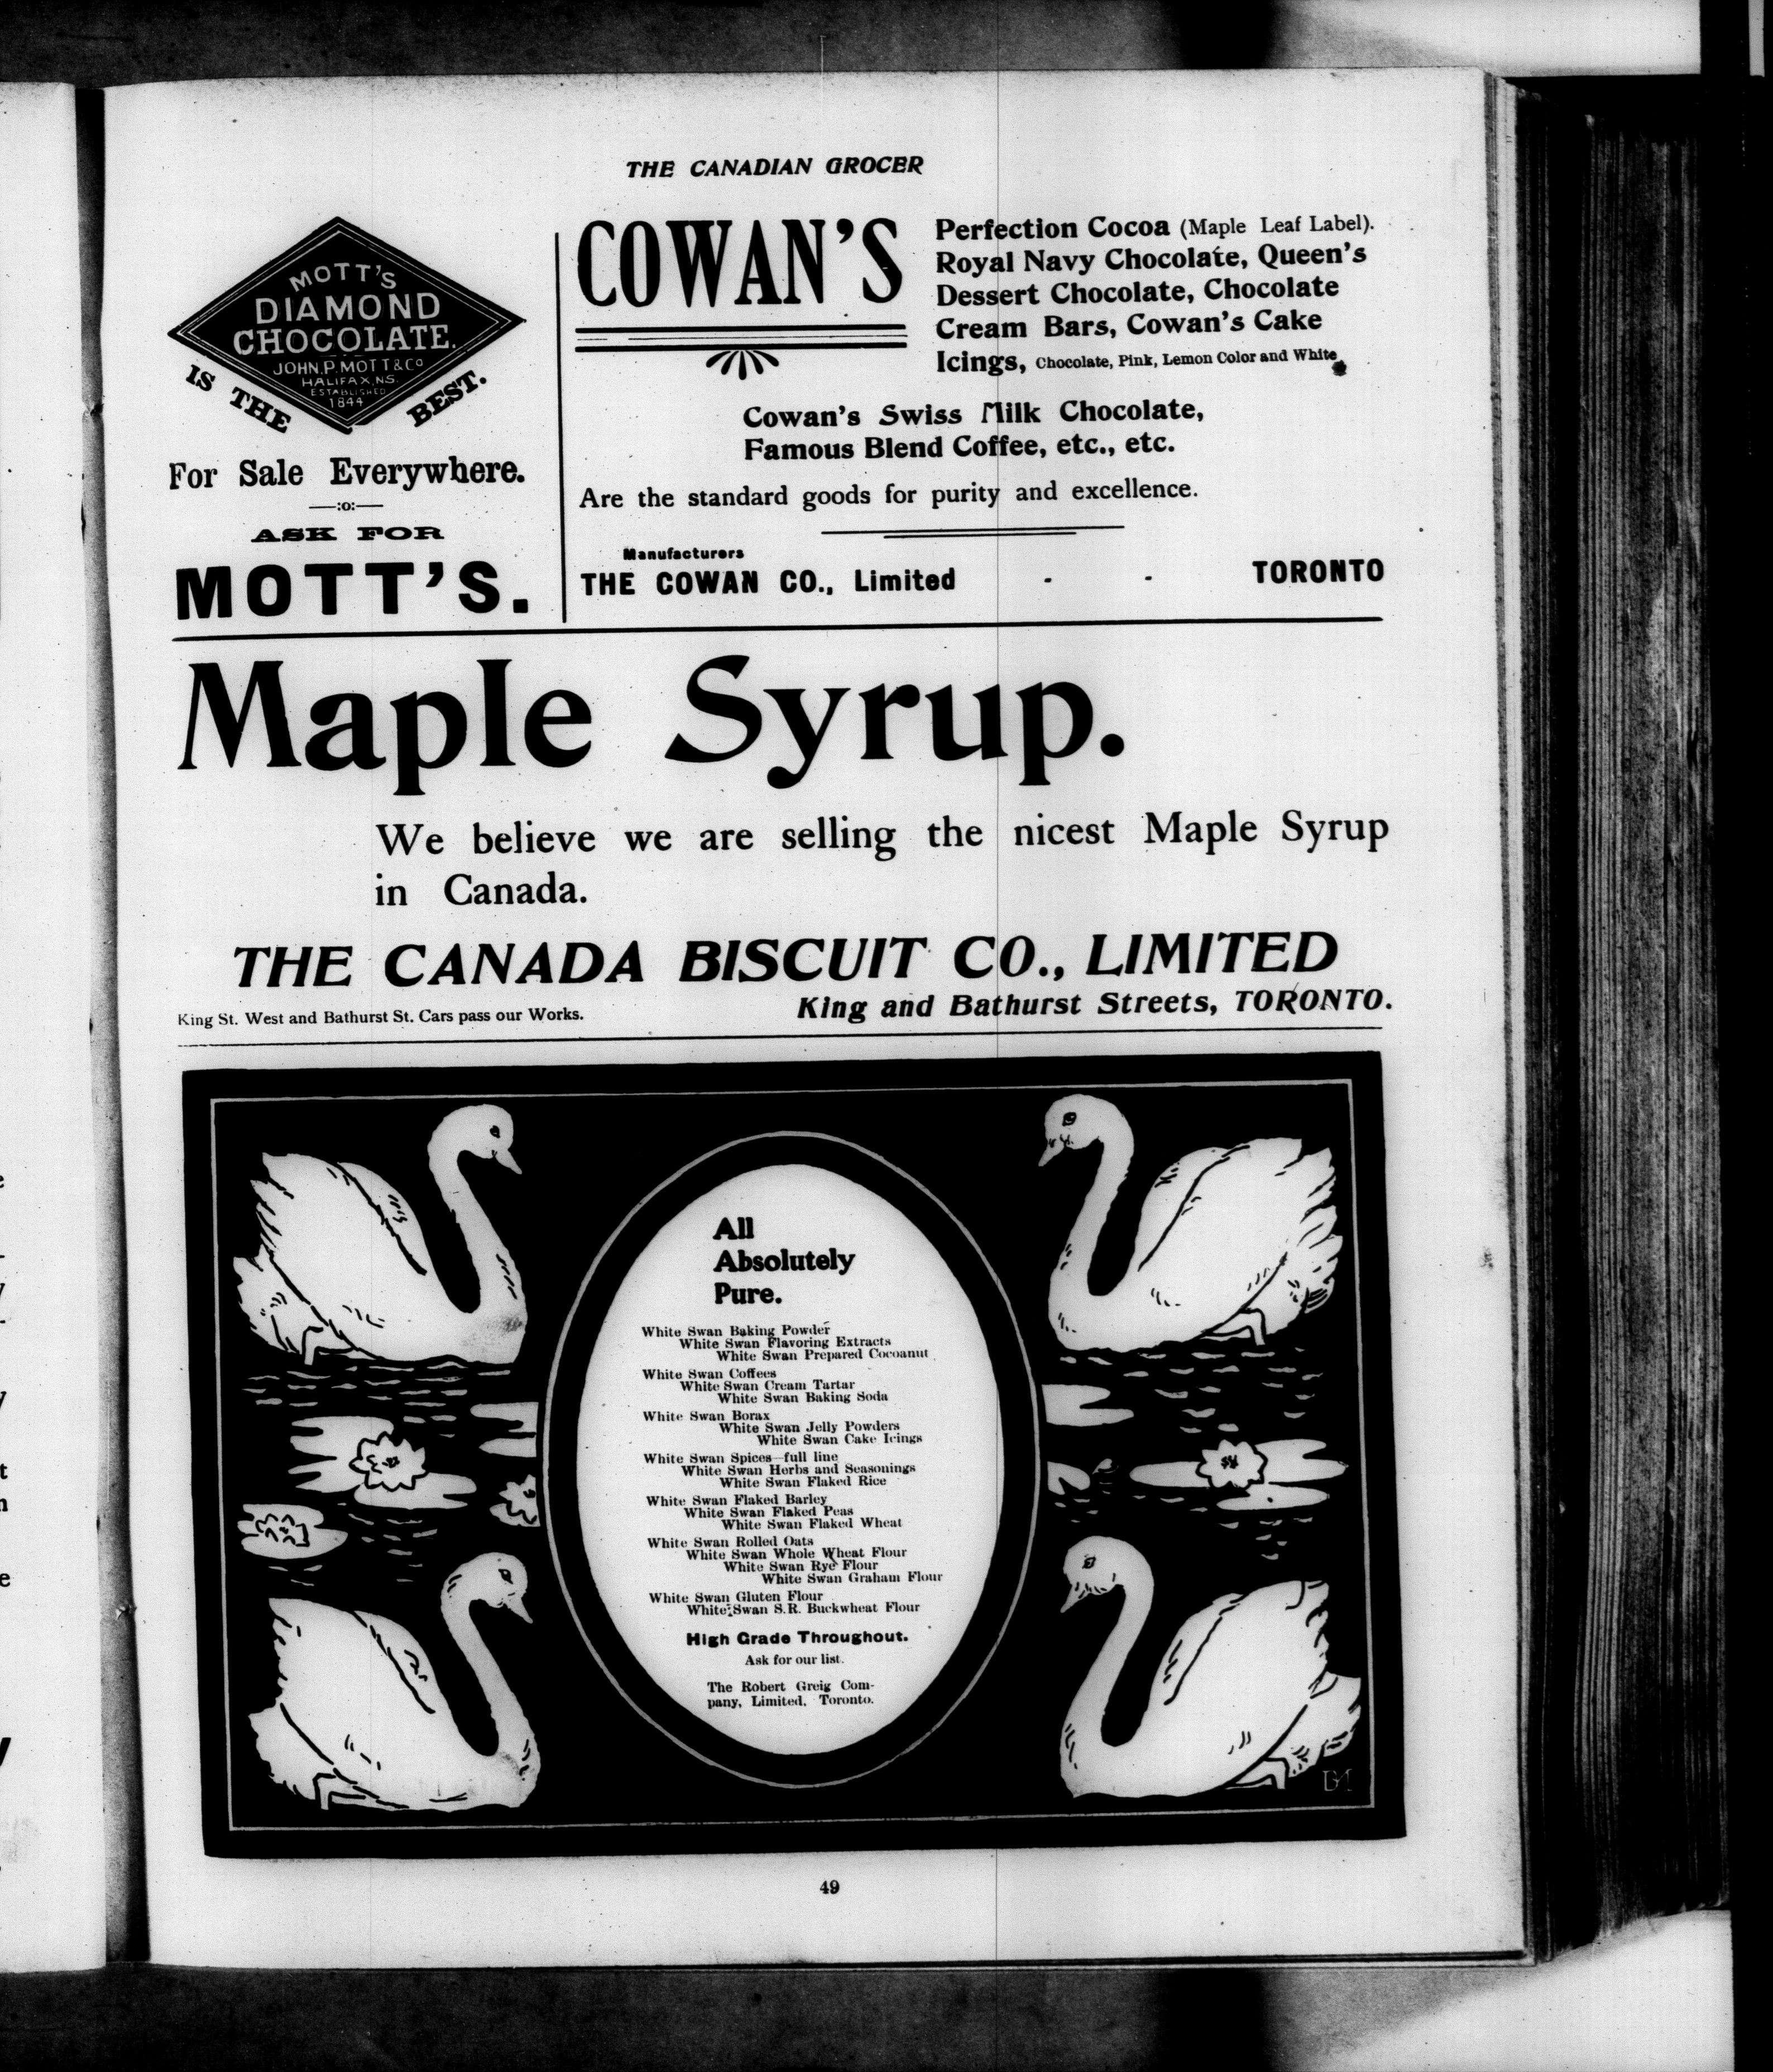 THE CANADIAN GROCER
MOTT'S
DIAMOND
CHOCOLATE.
JOHN. P. MOTT & Co
HALIFAX, N.S.
ESTABLISHED
1844
IS THE BEST.
For Sale Everywhere.
—:o:—
ASK FOR
MOTT'S.
COWAN'S
Perfection Cocoa (Maple Leaf Label).
Royal Navy Chocolate, Queen's
Dessert Chocolate, Chocolate
Cream Bars, Cowan's Cake
Icings, Chocolate, Pink, Lemon Color and White
Cowan's Swiss Milk Chocolate,
Famous Blend Coffee, etc., etc.
Are the standard goods for purity and excellence.
Manufacturers
THE COWAN CO., Limited - - TORONTO
Maple Syrup.
We believe we are selling the nicest Maple Syrup
in Canada.
THE CANADA BISCUIT CO., LIMITED
King St. West and Bathurst St. Cars pass our Works.
King and Bathurst Streets, TORONTO.
All
Absolutely
Pure.
White Swan Baking Powder
White Swan Flavoring Extracts
White Swan Prepared Cocoanut
White Swan Coffees
White Swan Cream Tartar
White Swan Baking Soda
White Swan Borax
White Swan Jelly Powders
White Swan Cake Icings
White Swan Spices—full line
White Swan Herbs and Seasonings
White Swan Flaked Rice
White Swan Flaked Barley
White Swan Flaked Peas
White Swan Flaked Wheat
White Swan Rolled Oats
White Swan Whole Wheat Flour
White Swan Rye Flour
White Swan Graham Flour
White Swan Gluten Flour
White Swan S.R. Buckwheat Flour
High Grade Throughout.
Ask for our list.
The Robert Greig Com-
pany, Limited, Toronto.
49